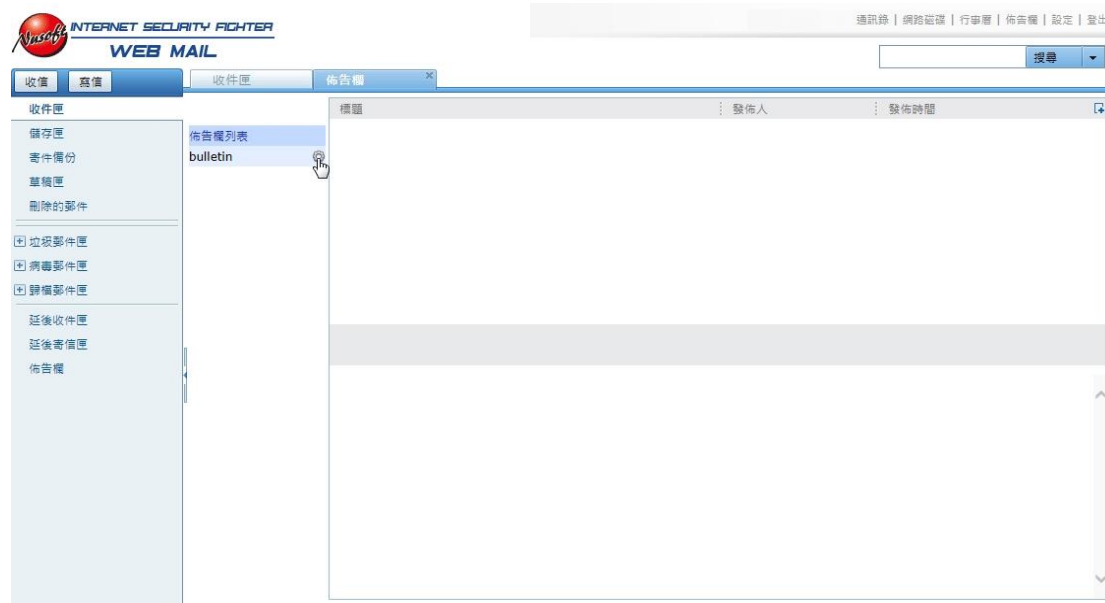 Nusoft INTERNET SECURITY FIGHTER
WEB MAIL
通訊錄 | 網路磁碟 | 行事曆 | 佈告欄 | 設定 | 登出
搜尋
收信 寫信
收件匣 佈告欄
收件匣
儲存匣
寄件備份
草稿匣
刪除的郵件
垃圾郵件匣
病毒郵件匣
歸檔郵件匣
延後收件匣
延後寄信匣
佈告欄
佈告欄列表
bulletin
標題 發佈人 發佈時間